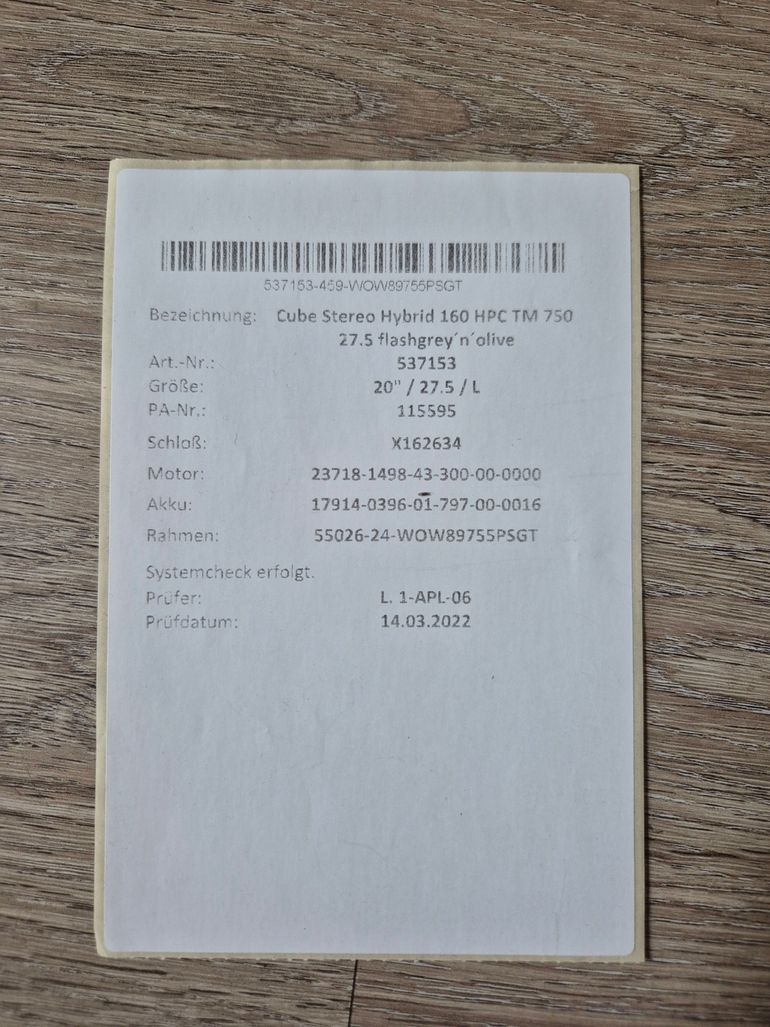 537153-459-WOW89755PSGT
Bezeichnung: Cube Stereo Hybrid 160 HPC TM 750
27.5 flashgrey´n´olive
Art.-Nr.: 537153
Größe: 20" / 27.5 / L
PA-Nr.: 115595
Schloß: X162634
Motor: 23718-1498-43-300-00-0000
Akku: 17914-0396-01-797-00-0016
Rahmen: 55026-24-WOW89755PSGT
Systemcheck erfolgt.
Prüfer: L. 1-APL-06
Prüfdatum: 14.03.2022